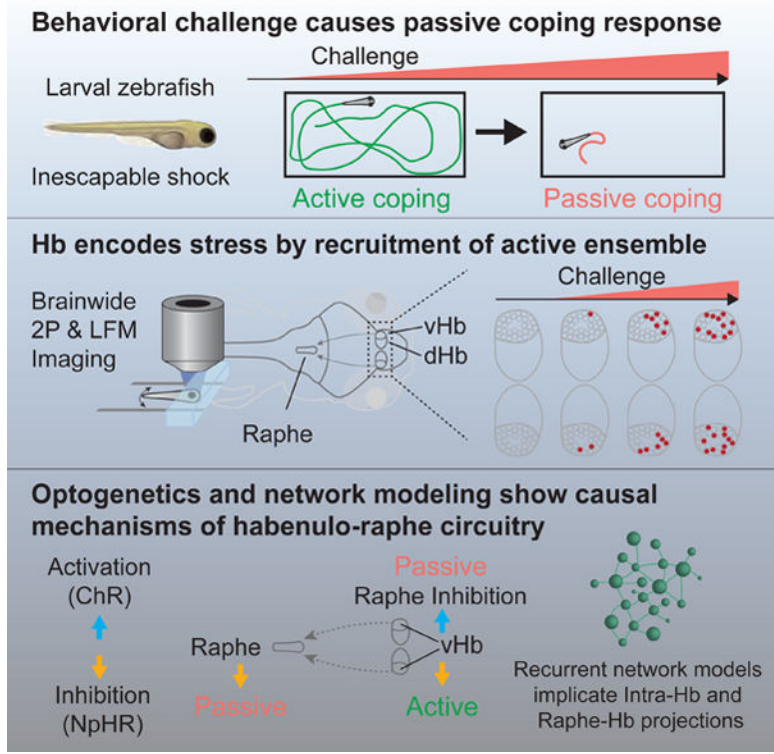 Behavioral challenge causes passive coping response
Challenge
Larval zebrafish
Inescapable shock
Active coping
Passive coping
Hb encodes stress by recruitment of active ensemble
Brainwide
2P & LFM
Imaging
vHb
dHb
Raphe
Challenge
Optogenetics and network modeling show causal
mechanisms of habenulo-raphe circuitry
Activation
(ChR)
Inhibition
(NpHR)
Passive
Raphe Inhibition
Raphe
vHb
Passive
Active
Recurrent network models
implicate Intra-Hb and
Raphe-Hb projections